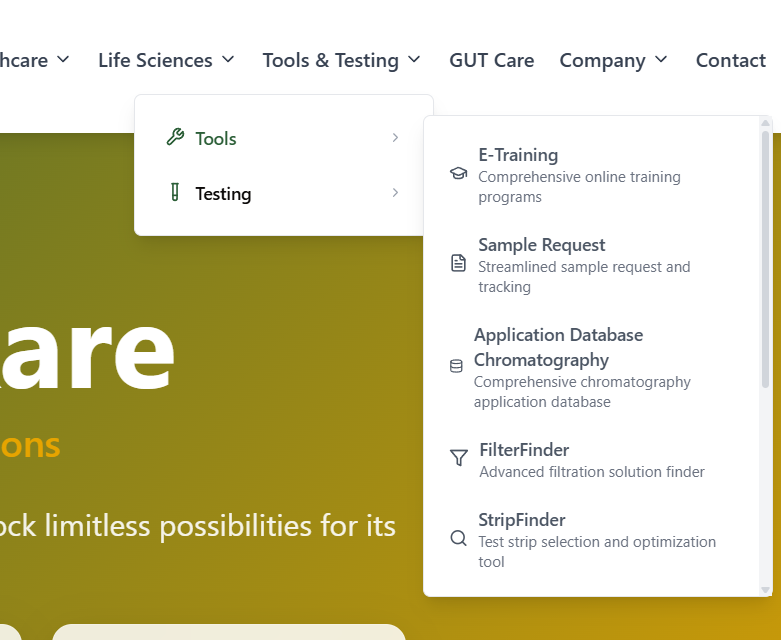 hcare
Life Sciences
Tools & Testing
GUT Care
Company
Contact
Tools
Testing
E-Training
Comprehensive online training
programs
Sample Request
Streamlined sample request and
tracking
Application Database
Chromatography
Comprehensive chromatography
application database
FilterFinder
Advanced filtration solution finder
StripFinder
Test strip selection and optimization
tool
are
ons
ock limitless possibilities for its